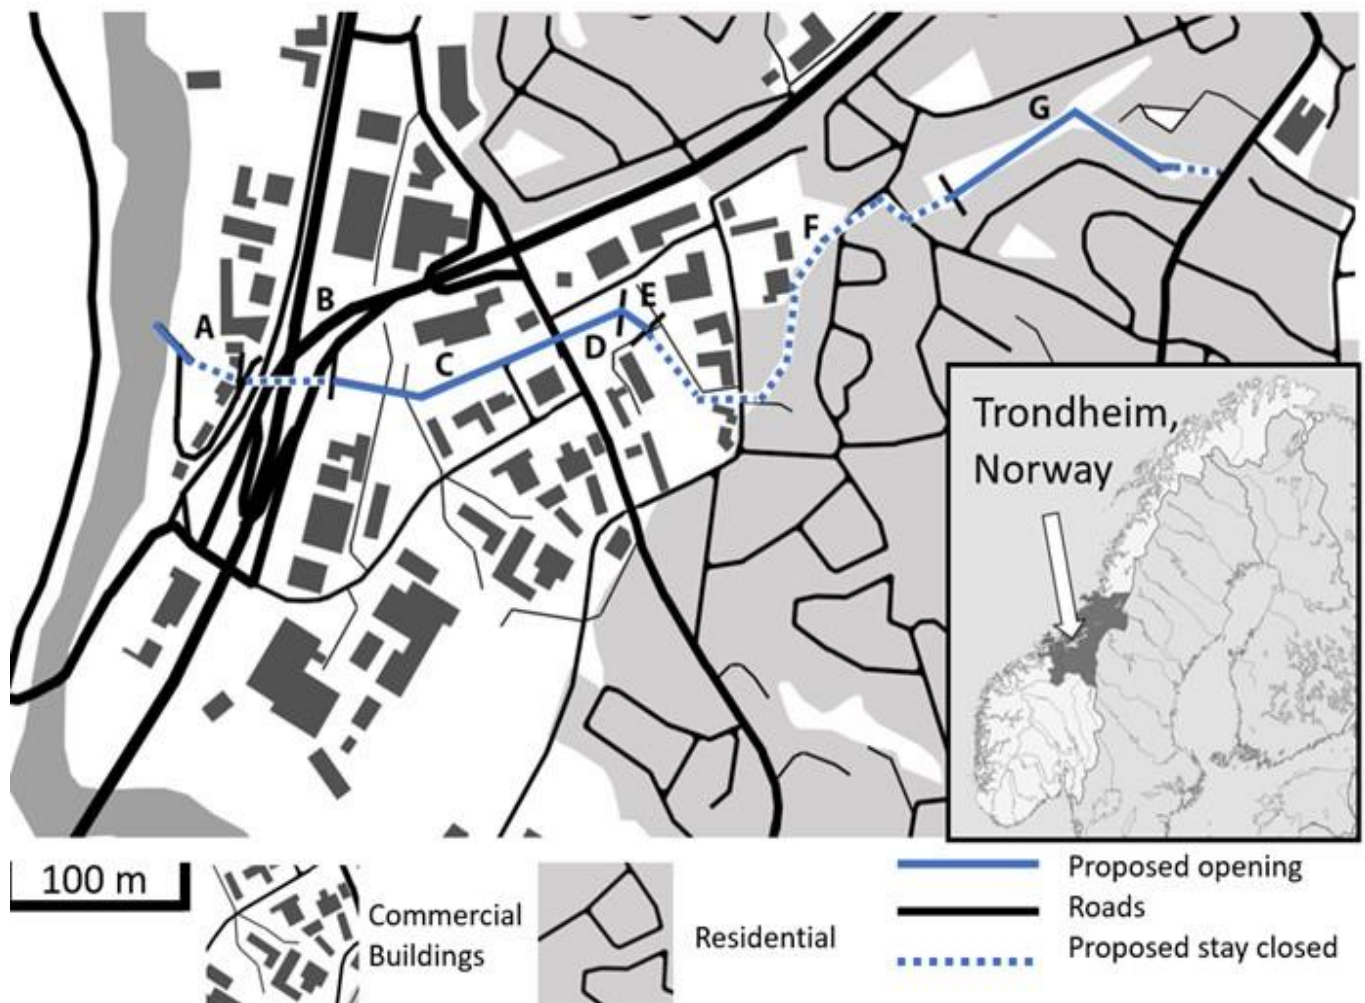 G
F
A
B
E
D
C
Trondheim,
Norway
100 m
Commercial
Buildings
Residential
Proposed opening
Roads
Proposed stay closed